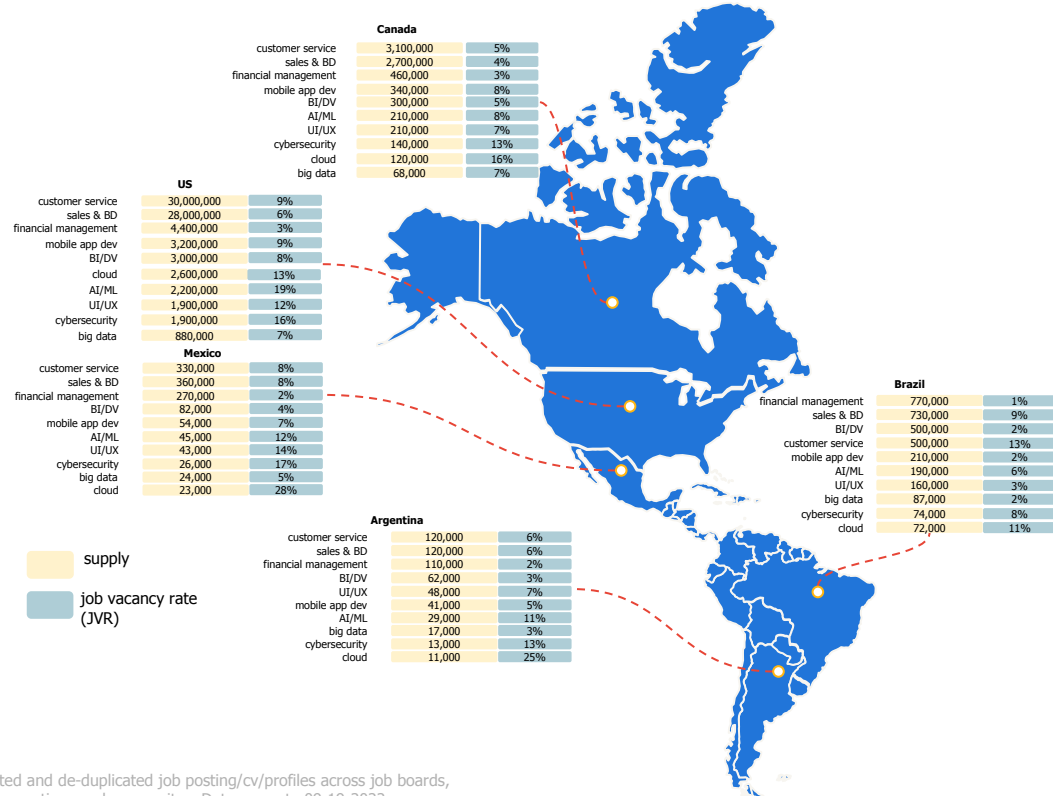 Canada
customer service 3,100,000 5%
sales & BD 2,700,000 4%
financial management 460,000 3%
mobile app dev 340,000 8%
BI/DV 300,000 5%
AI/ML 210,000 8%
UI/UX 210,000 7%
cybersecurity 140,000 13%
cloud 120,000 16%
big data 68,000 7%
US
customer service 30,000,000 9%
sales & BD 28,000,000 6%
financial management 4,400,000 3%
mobile app dev 3,200,000 9%
BI/DV 3,000,000 8%
cloud 2,600,000 13%
AI/ML 2,200,000 19%
UI/UX 1,900,000 12%
cybersecurity 1,900,000 16%
big data 880,000 7%
Mexico
customer service 330,000 8%
sales & BD 360,000 8%
financial management 270,000 2%
BI/DV 82,000 4%
mobile app dev 54,000 7%
AI/ML 45,000 12%
UI/UX 43,000 14%
cybersecurity 26,000 17%
big data 24,000 5%
cloud 23,000 28%
Brazil
financial management 770,000 1%
sales & BD 730,000 9%
BI/DV 500,000 2%
customer service 500,000 13%
mobile app dev 210,000 2%
AI/ML 190,000 6%
UI/UX 160,000 3%
big data 87,000 2%
cybersecurity 74,000 8%
cloud 72,000 11%
Argentina
customer service 120,000 6%
sales & BD 120,000 6%
financial management 110,000 2%
BI/DV 62,000 3%
UI/UX 48,000 7%
mobile app dev 41,000 5%
AI/ML 29,000 11%
big data 17,000 3%
cybersecurity 13,000 13%
cloud 11,000 25%
supply
job vacancy rate
(JVR)
ted and de-duplicated job posting/cv/profiles across job boards,